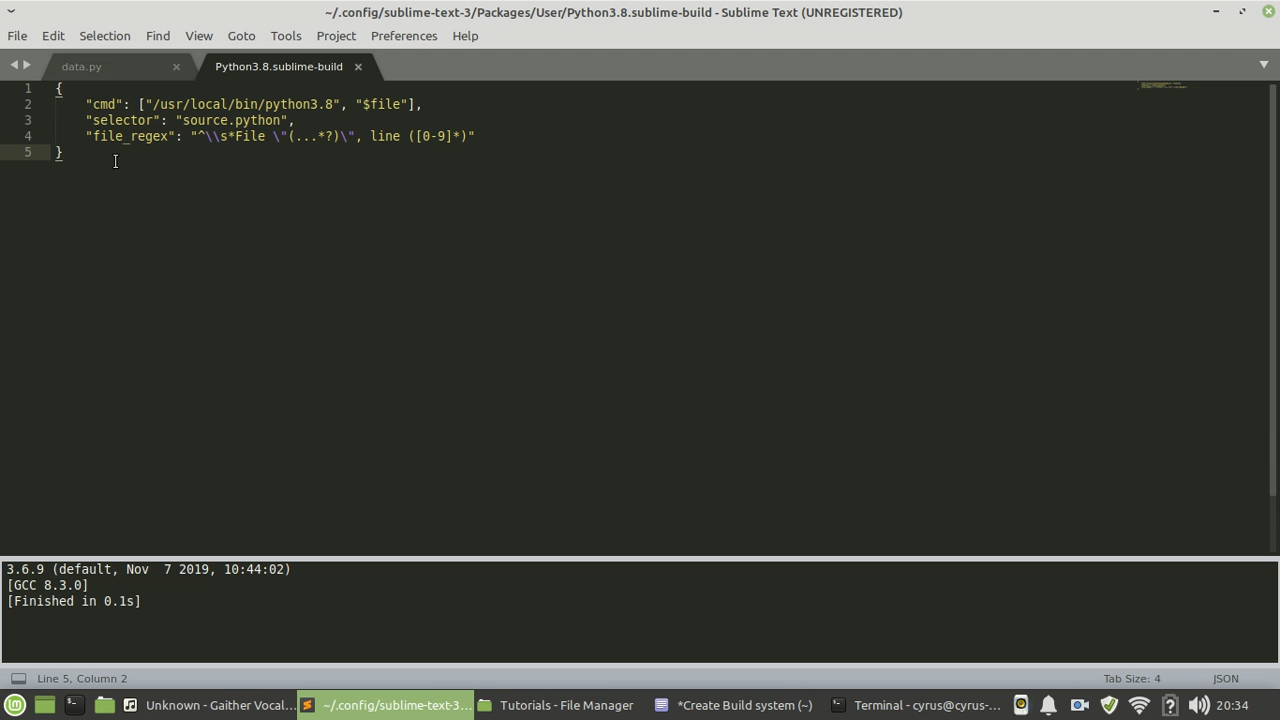 ~/.config/sublime-text-3/Packages/User/Python3.8.sublime-build - Sublime Text (UNREGISTERED)
File Edit Selection Find View Goto Tools Project Preferences Help
data.py × Python3.8.sublime-build ×
1 {
2     "cmd": ["/usr/local/bin/python3.8", "$file"],
3     "selector": "source.python",
4     "file_regex": "^\\s*File \"(...*?)\", line ([0-9]*)"
5 }
3.6.9 (default, Nov  7 2019, 10:44:02)
[GCC 8.3.0]
[Finished in 0.1s]
Line 5, Column 2 Tab Size: 4 JSON
Unknown - Gaither Vocal... ~/.config/sublime-text-3... Tutorials - File Manager *Create Build system (~) Terminal - cyrus@cyrus-... 20:34